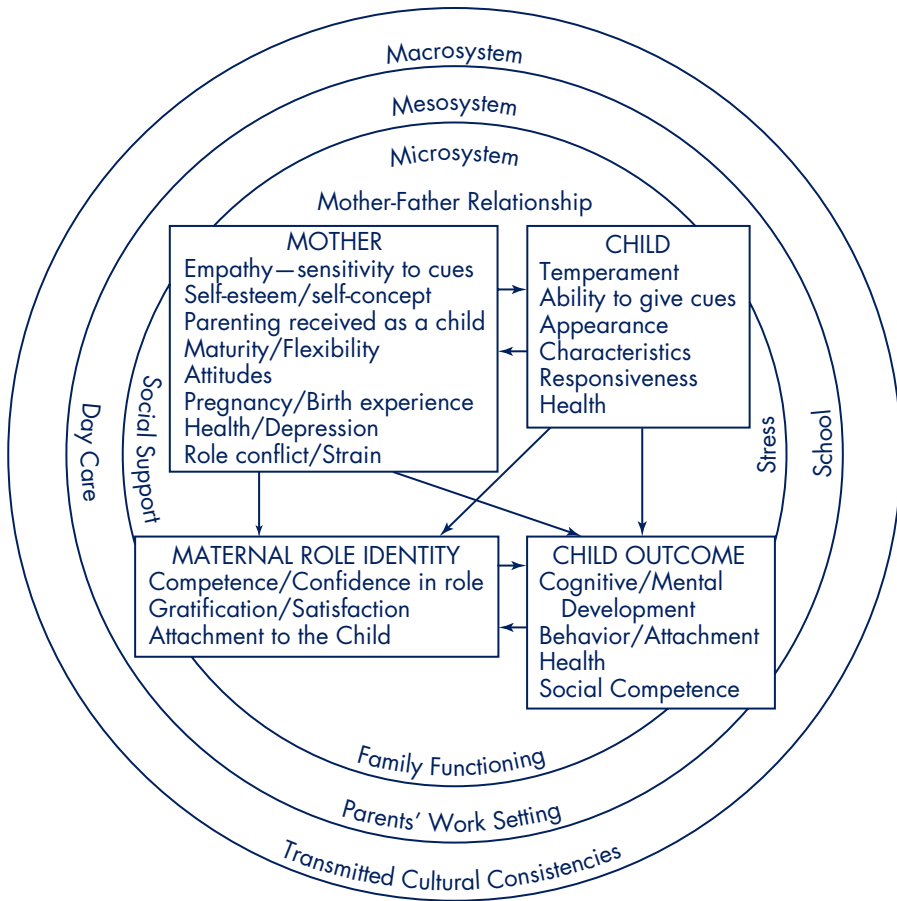 Macrosystem
Mesosystem
Microsystem
Mother-Father Relationship
MOTHER
Empathy—sensitivity to cues
Self-esteem/self-concept
Parenting received as a child
Maturity/Flexibility
Attitudes
Pregnancy/Birth experience
Health/Depression
Role conflict/Strain
CHILD
Temperament
Ability to give cues
Appearance
Characteristics
Responsiveness
Health
Day Care
Social Support
Stress
School
MATERNAL ROLE IDENTITY
Competence/Confidence in role
Gratification/Satisfaction
Attachment to the Child
CHILD OUTCOME
Cognitive/Mental
Development
Behavior/Attachment
Health
Social Competence
Family Functioning
Parents' Work Setting
Transmitted Cultural Consistencies